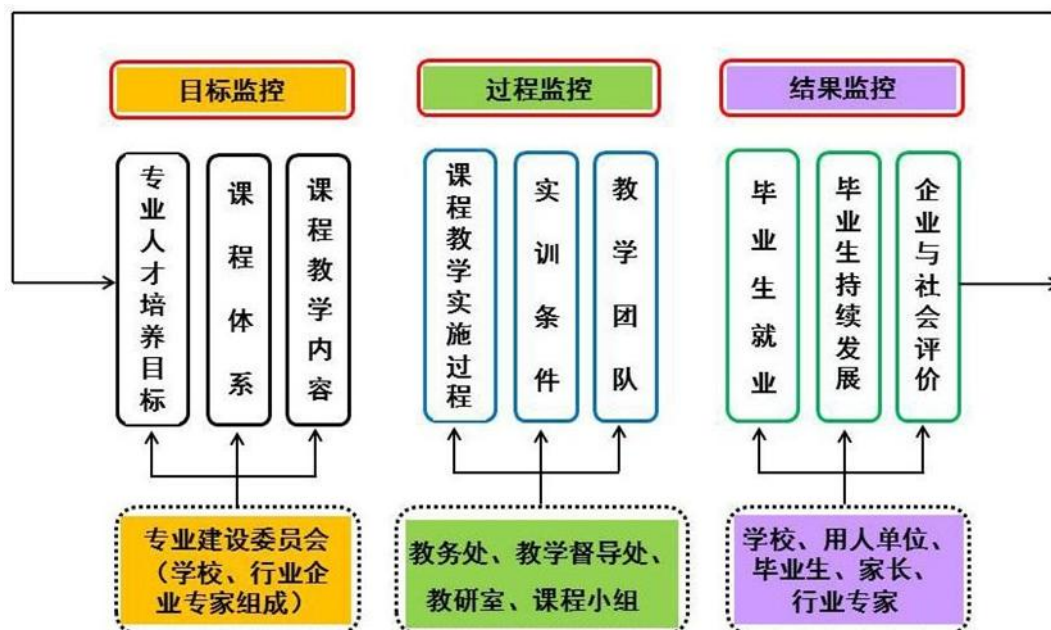 目标监控
过程监控
结果监控
专业人才培养目标
课程体系
课程教学内容
课程教学实施过程
实训条件
教学团队
毕业生就业
毕业生持续发展
企业与社会评价
专业建设委员会
（学校、行业企
业专家组成）
教务处、教学督导处、
教研室、课程小组
学校、用人单位、
毕业生、家长、
行业专家